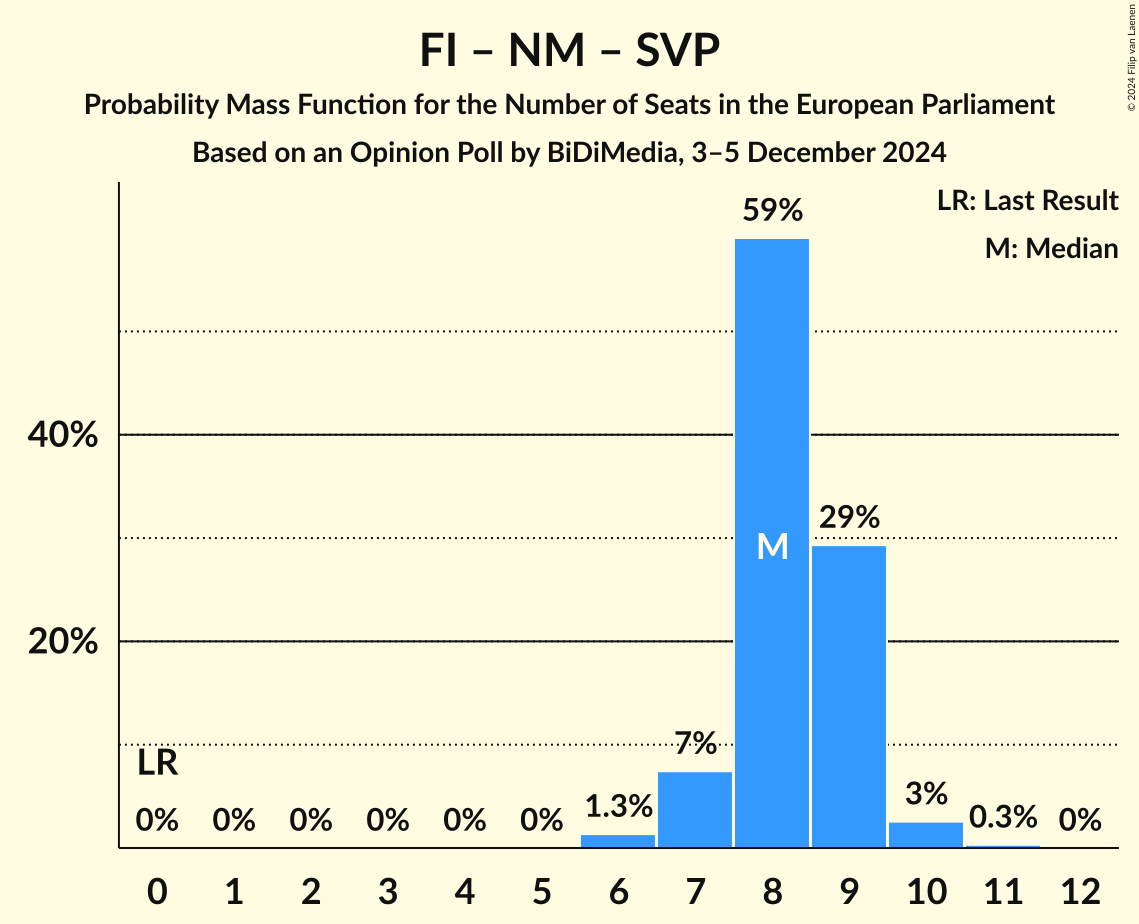 FI – NM – SVP
Probability Mass Function for the Number of Seats in the European Parliament
Based on an Opinion Poll by BiDiMedia, 3–5 December 2024
© 2024 Filip van Laenen
LR: Last Result
M: Median
59%
40%
29%
M
20%
7%
LR
3%
1.3%
0.3%
0% 0% 0% 0% 0% 0% 0%
0 1 2 3 4 5 6 7 8 9 10 11 12